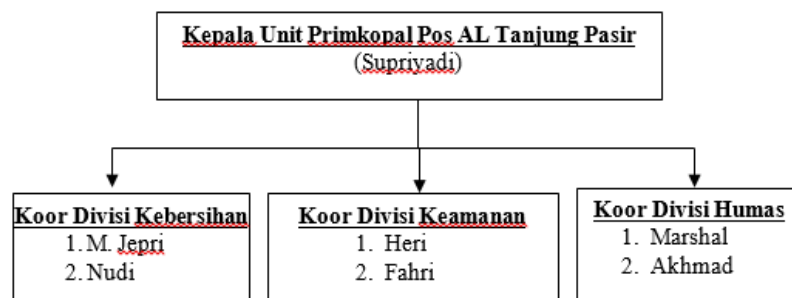 Kepala Unit Primkopal Pos AL Tanjung Pasir
(Supriyadi)
Koor Divisi Kebersihan
1. M. Jepri
2. Nudi
Koor Divisi Keamanan
1. Heri
2. Fahri
Koor Divisi Humas
1. Marshal
2. Akhmad